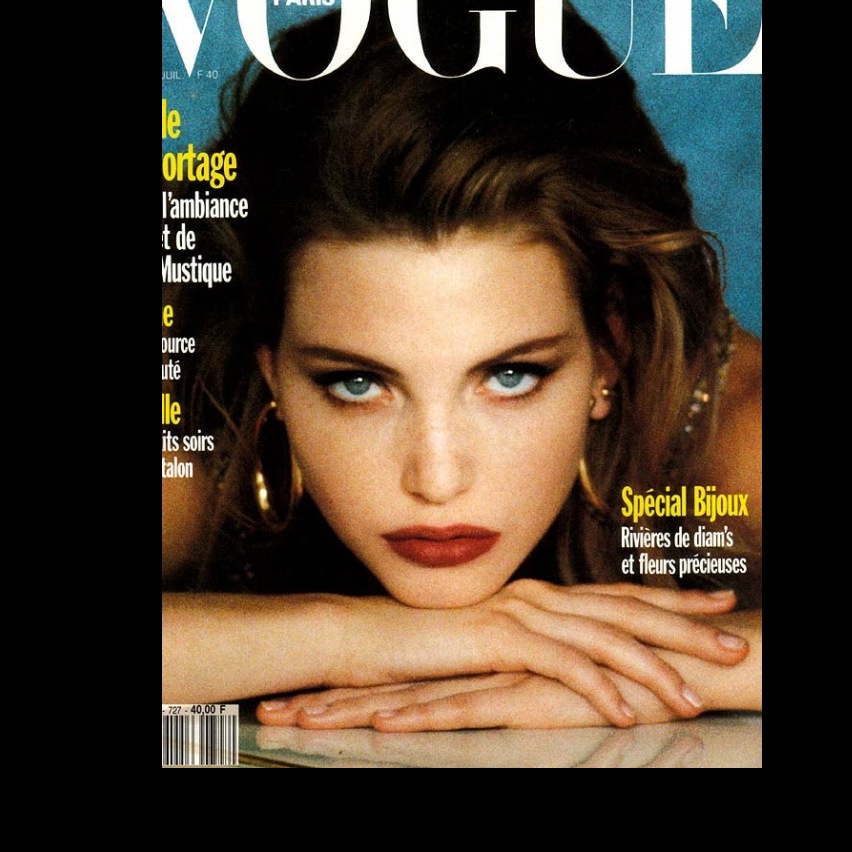 PARIS
VOGUE
JUIL. F 40
le
ortage
l'ambiance
et de
Mustique
e
ource
uté
lle
its soirs
talon
Spécial Bijoux
Rivières de diam's
et fleurs précieuses
- 727 - 40,00 F